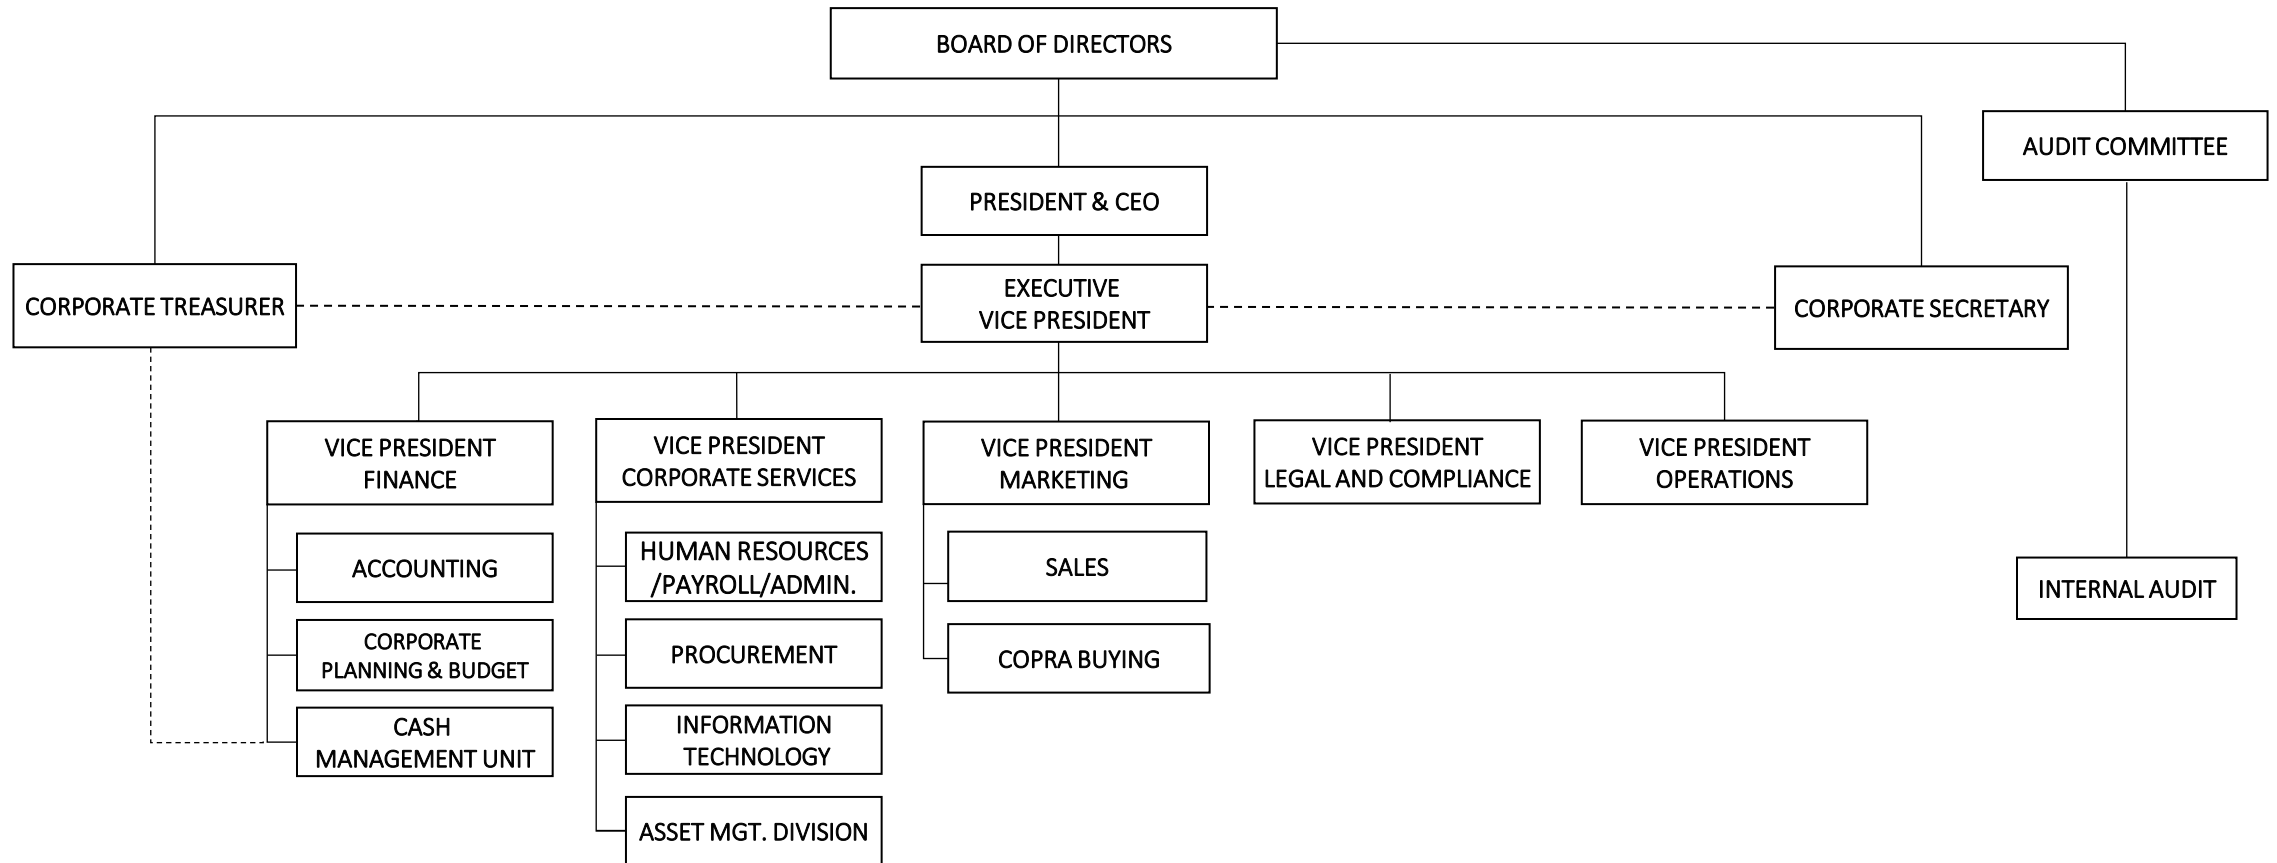 BOARD OF DIRECTORS
AUDIT COMMITTEE
PRESIDENT & CEO
CORPORATE TREASURER
EXECUTIVE
VICE PRESIDENT
CORPORATE SECRETARY
VICE PRESIDENT
FINANCE
VICE PRESIDENT
CORPORATE SERVICES
VICE PRESIDENT
MARKETING
VICE PRESIDENT
LEGAL AND COMPLIANCE
VICE PRESIDENT
OPERATIONS
ACCOUNTING
HUMAN RESOURCES
/PAYROLL/ADMIN.
SALES
INTERNAL AUDIT
CORPORATE
PLANNING & BUDGET
PROCUREMENT
COPRA BUYING
CASH
MANAGEMENT UNIT
INFORMATION
TECHNOLOGY
ASSET MGT. DIVISION